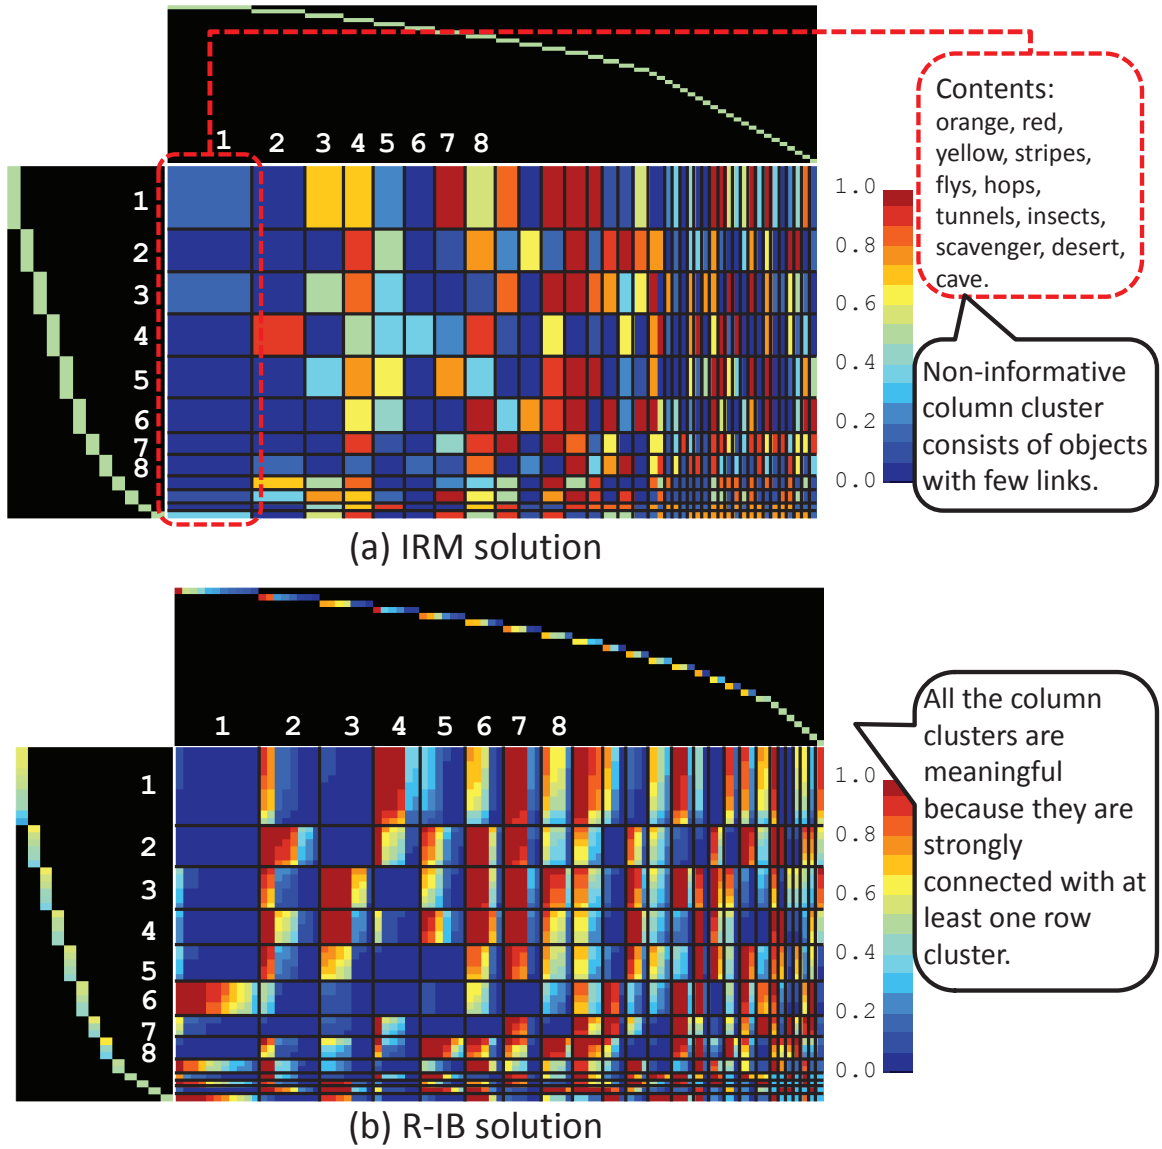 1 2 3 4 5 6 7 8
1
2
3
4
5
6
7
8
1.0
0.8
0.6
0.4
0.2
0.0
Contents:
orange, red,
yellow, stripes,
flys, hops,
tunnels, insects,
scavenger, desert,
cave.
Non-informative
column cluster
consists of objects
with few links.
(a) IRM solution
1 2 3 4 5 6 7 8
1
2
3
4
5
6
7
8
1.0
0.8
0.6
0.4
0.2
0.0
All the column
clusters are
meaningful
because they are
strongly
connected with at
least one row
cluster.
(b) R-IB solution